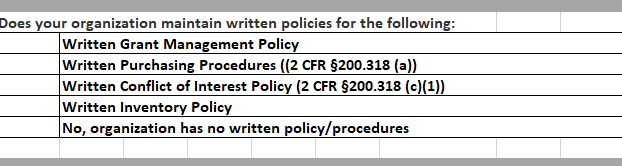 Does your organization maintain written policies for the following:
Written Grant Management Policy
Written Purchasing Procedures ((2 CFR §200.318 (a))
Written Conflict of Interest Policy (2 CFR §200.318 (c)(1))
Written Inventory Policy
No, organization has no written policy/procedures